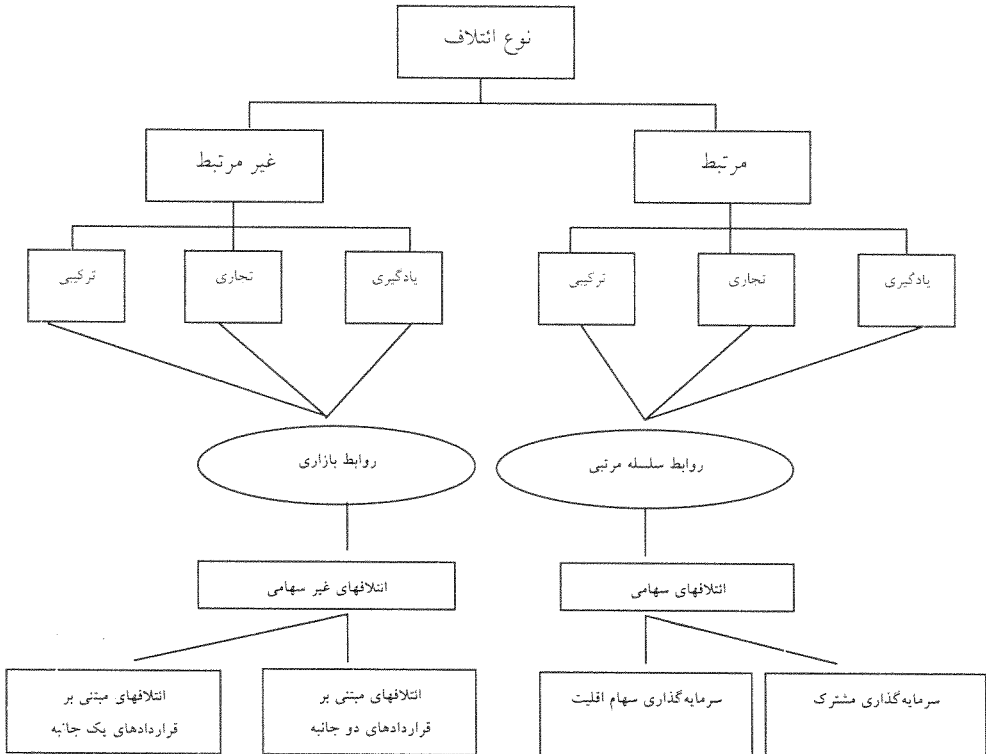 نوع ائتلاف
مرتبط
غیر مرتبط
یادگیری
تجاری
ترکیبی
یادگیری
تجاری
ترکیبی
روابط سلسله مرتبی
روابط بازاری
ائتلافهای سهامی
ائتلافهای غیر سهامی
سرمایه‌گذاری مشترک
سرمایه‌گذاری سهام اقلیت
ائتلافهای مبتنی بر
قراردادهای دو جانبه
ائتلافهای مبتنی بر
قراردادهای یک جانبه